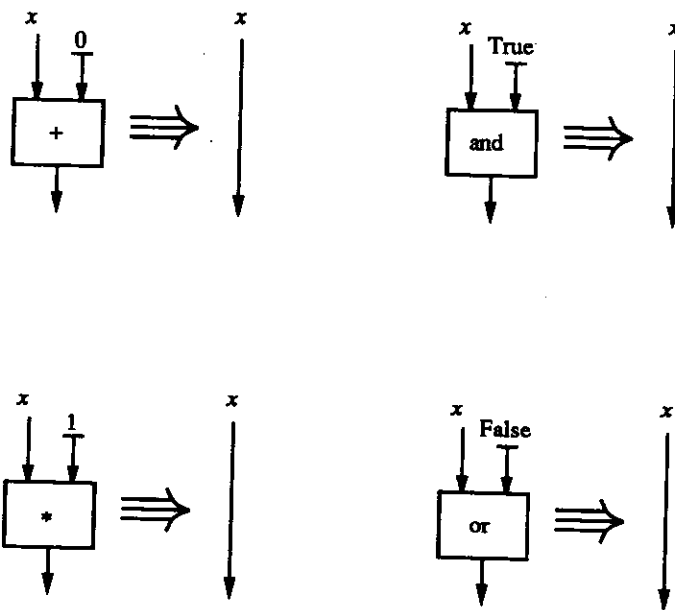 x 0 x
+
x True x
and
x 1 x
*
x False x
or